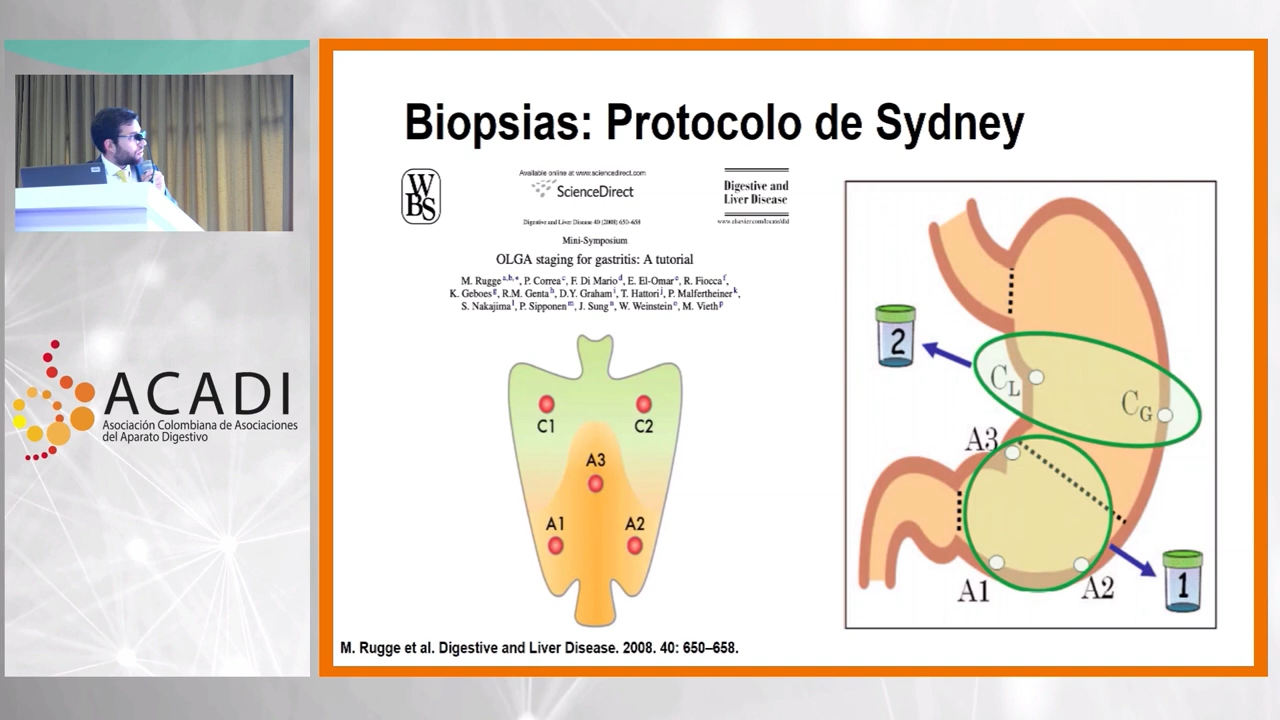 Biopsias: Protocolo de Sydney
WBS
Available online at www.sciencedirect.com
ScienceDirect
Digestive and Liver Disease 40 (2008) 650-658
Digestive and
Liver Disease
www.elsevier.com/locate/dld
Mini-Symposium
OLGA staging for gastritis: A tutorial
M. Rugge a,b,*, P. Correa c, F. Di Mario d, E. El-Omar e, R. Fiocca f,
K. Geboes g, R.M. Genta h, D.Y. Graham i, T. Hattori j, P. Malfertheiner k,
S. Nakajima l, P. Sipponen m, J. Sung n, W. Weinstein o, M. Vieth p
C1
C2
A3
A1
A2
2
CL
CG
A3
A1
A2
1
M. Rugge et al. Digestive and Liver Disease. 2008. 40: 650–658.
ACADI
Asociación Colombiana de Asociaciones
del Aparato Digestivo